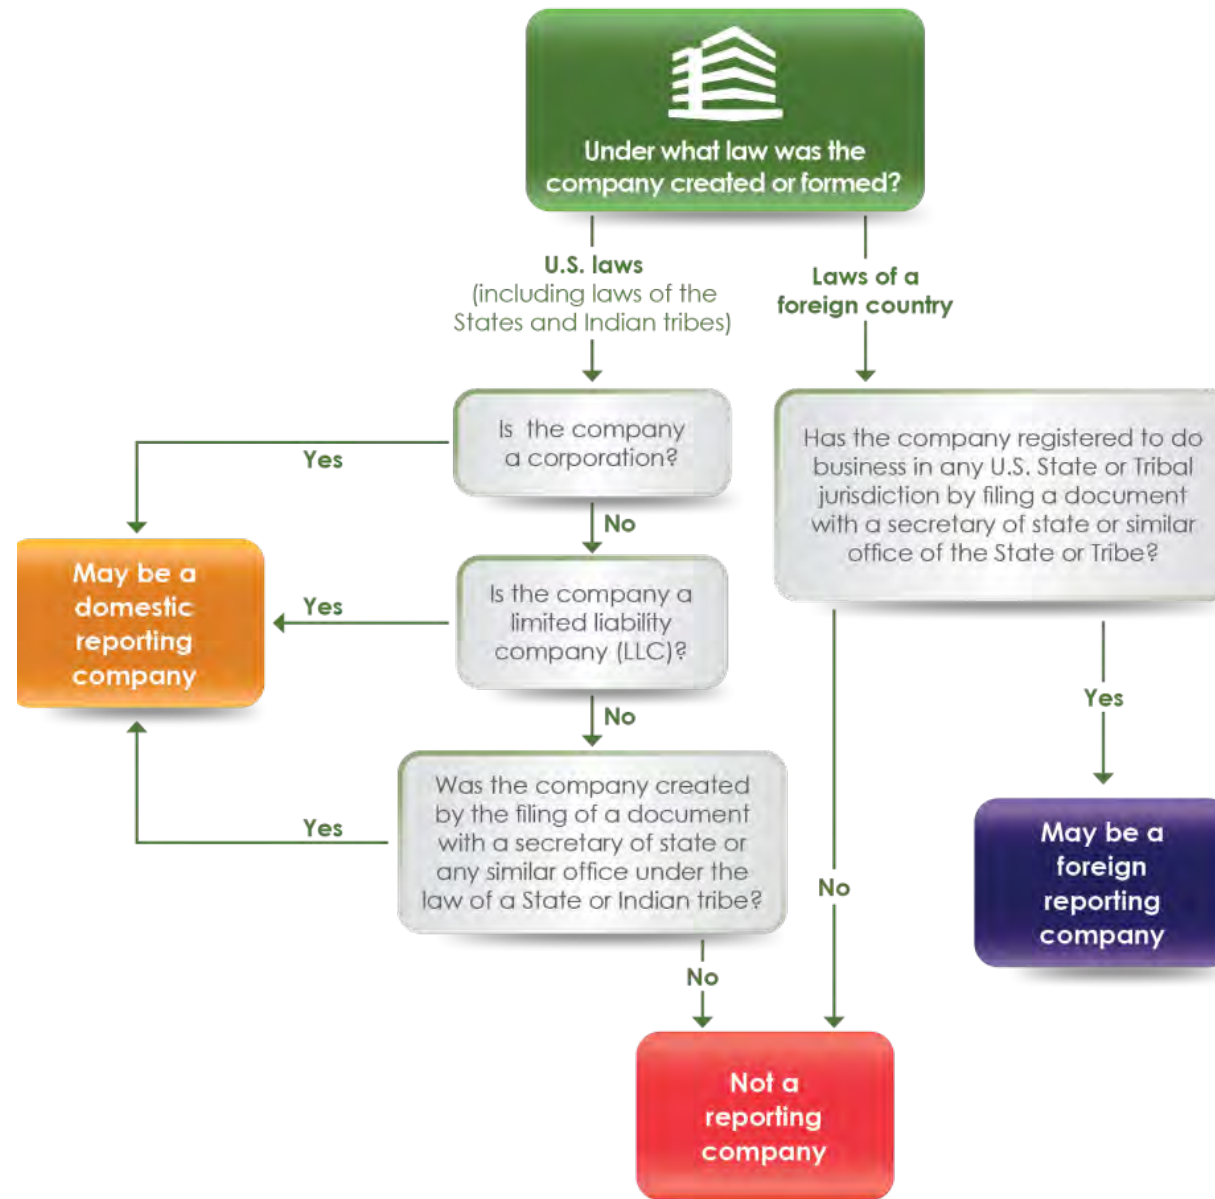 Under what law was the
company created or formed?
U.S. laws
(including laws of the
States and Indian tribes)
Laws of a
foreign country
Is the company
a corporation?
Yes
No
Has the company registered to do
business in any U.S. State or Tribal
jurisdiction by filing a document
with a secretary of state or similar
office of the State or Tribe?
May be a
domestic
reporting
company
Yes
Is the company a
limited liability
company (LLC)?
No
Yes
Was the company created
by the filing of a document
with a secretary of state or
any similar office under the
law of a State or Indian tribe?
Yes
No
May be a
foreign
reporting
company
No
Not a
reporting
company